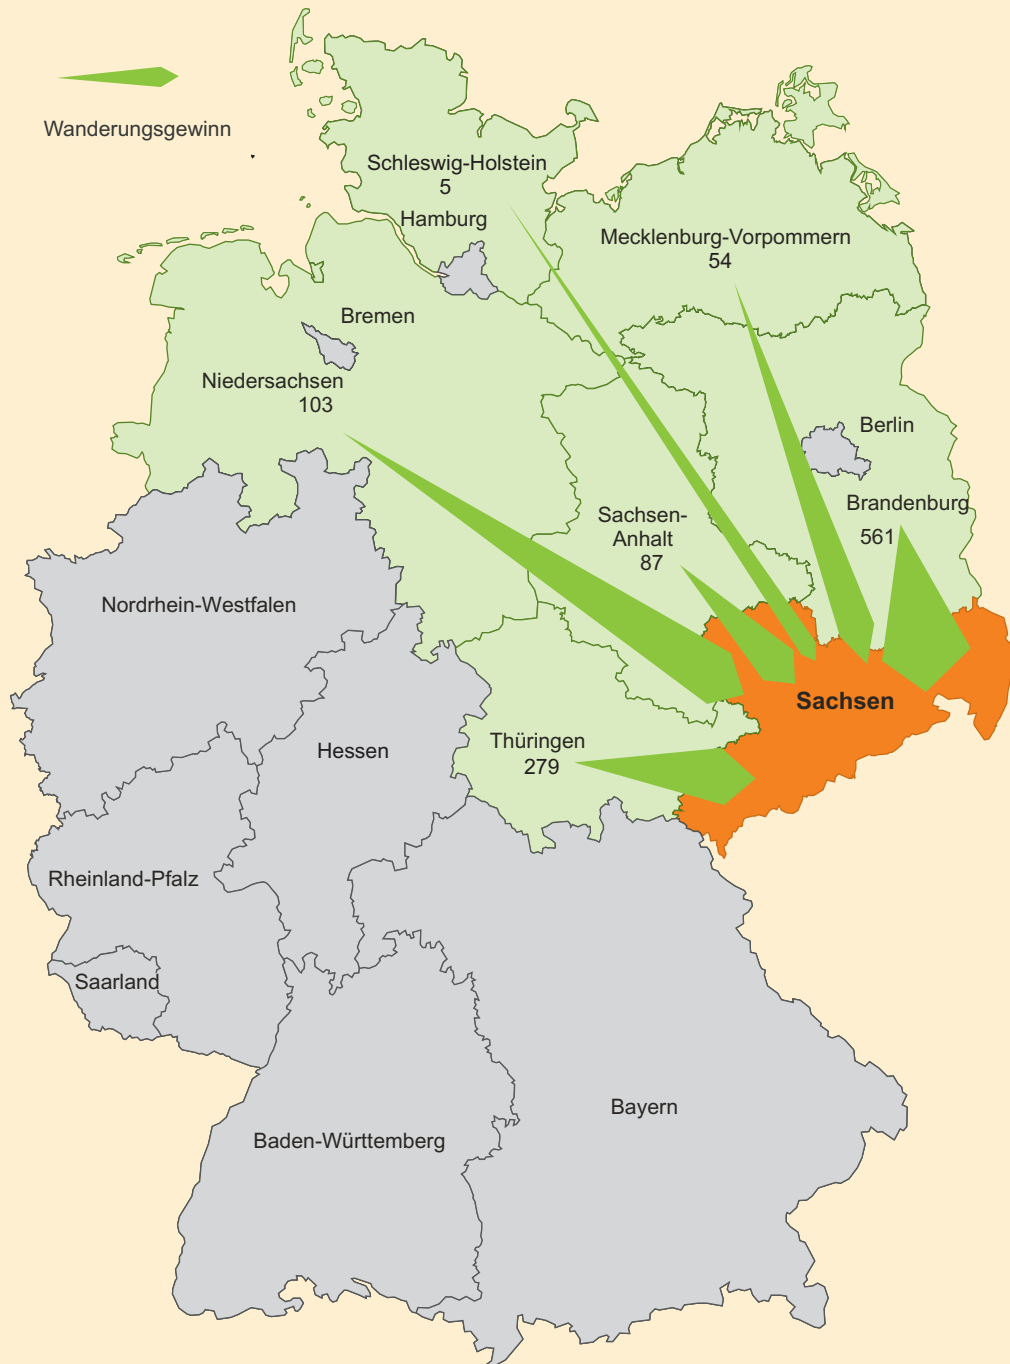 Wanderungsgewinn
Schleswig-Holstein
5
Hamburg
Mecklenburg-Vorpommern
54
Bremen
Niedersachsen
103
Berlin
Brandenburg
561
Sachsen-
Anhalt
87
Nordrhein-Westfalen
Sachsen
Thüringen
279
Hessen
Rheinland-Pfalz
Saarland
Bayern
Baden-Württemberg